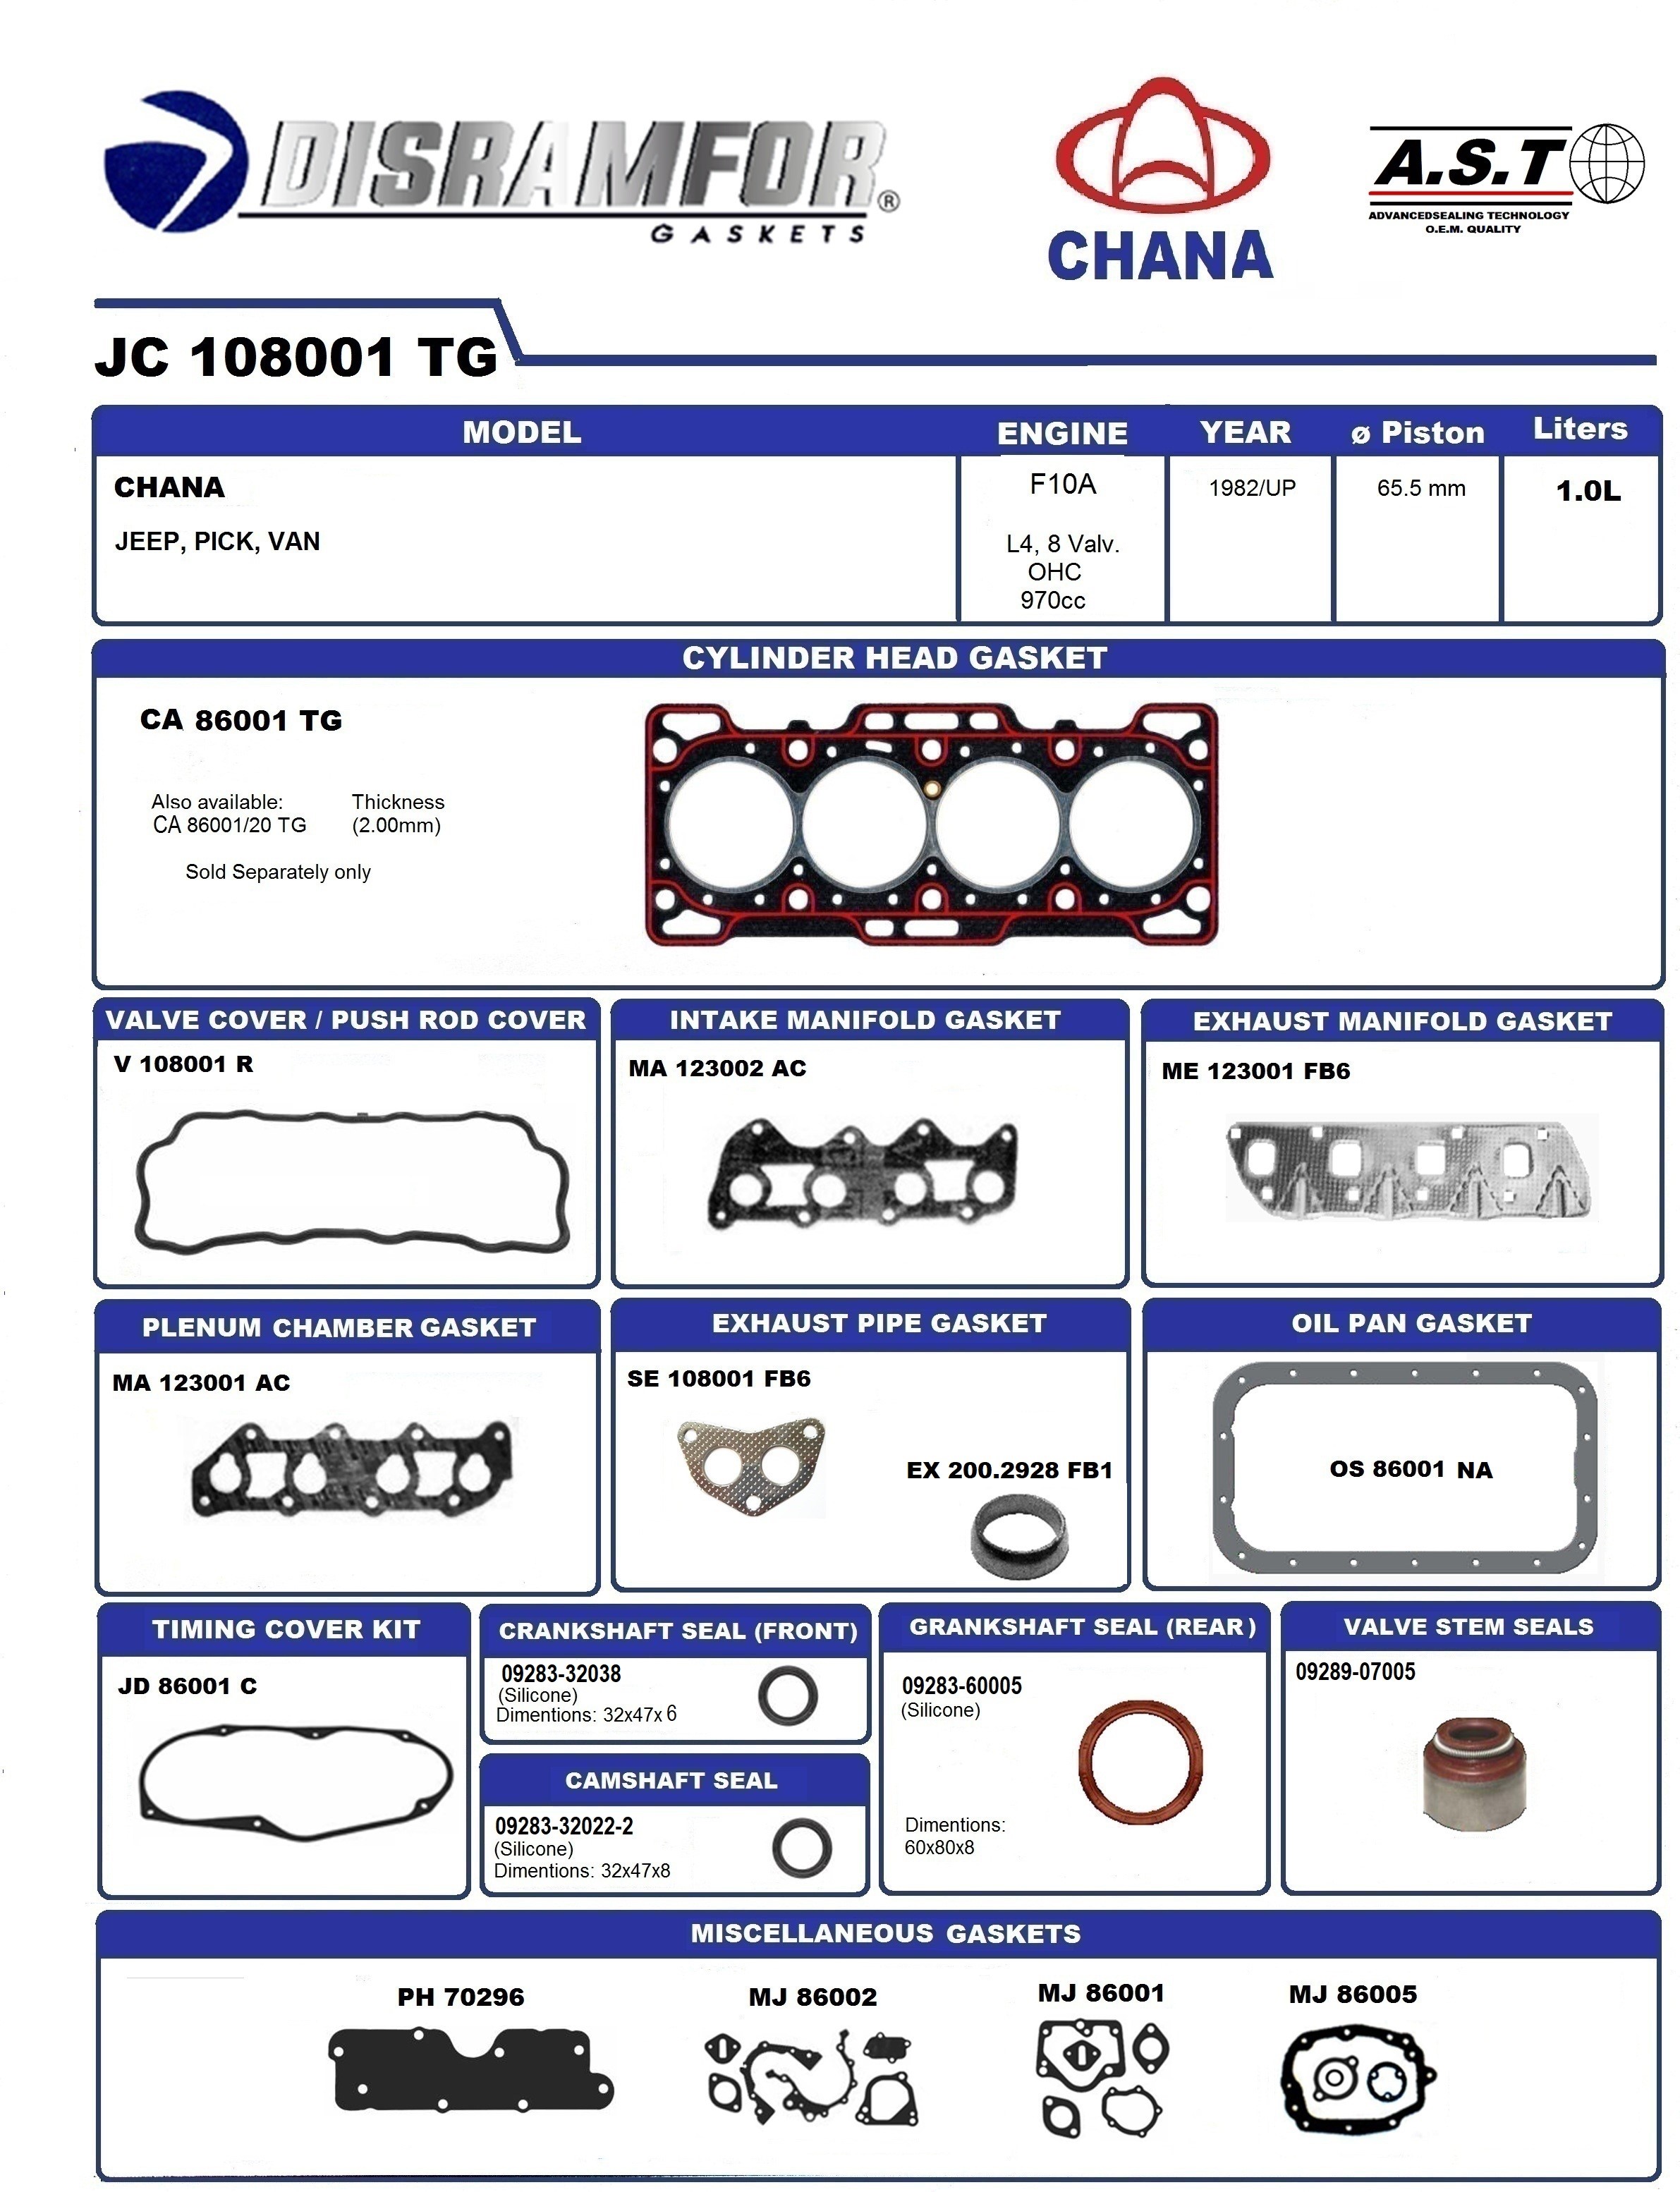 DISRAMFOR®
GASKETS
CHANA
A.S.T
ADVANCEDSEALING TECHNOLOGY
O.E.M. QUALITY
JC 108001 TG
MODEL ENGINE YEAR ø Piston Liters
CHANA F10A 1982/UP 65.5 mm 1.0L
JEEP, PICK, VAN L4, 8 Valv.
OHC
970cc
CYLINDER HEAD GASKET
CA 86001 TG
Also available: Thickness
CA 86001/20 TG (2.00mm)
Sold Separately only
VALVE COVER / PUSH ROD COVER
V 108001 R
INTAKE MANIFOLD GASKET
MA 123002 AC
EXHAUST MANIFOLD GASKET
ME 123001 FB6
PLENUM CHAMBER GASKET
MA 123001 AC
EXHAUST PIPE GASKET
SE 108001 FB6
EX 200.2928 FB1
OIL PAN GASKET
OS 86001 NA
TIMING COVER KIT
JD 86001 C
CRANKSHAFT SEAL (FRONT)
09283-32038
(Silicone)
Dimentions: 32x47x6
CAMSHAFT SEAL
09283-32022-2
(Silicone)
Dimentions: 32x47x8
GRANKSHAFT SEAL (REAR)
09283-60005
(Silicone)
Dimentions:
60x80x8
VALVE STEM SEALS
09289-07005
MISCELLANEOUS GASKETS
PH 70296
MJ 86002
MJ 86001
MJ 86005